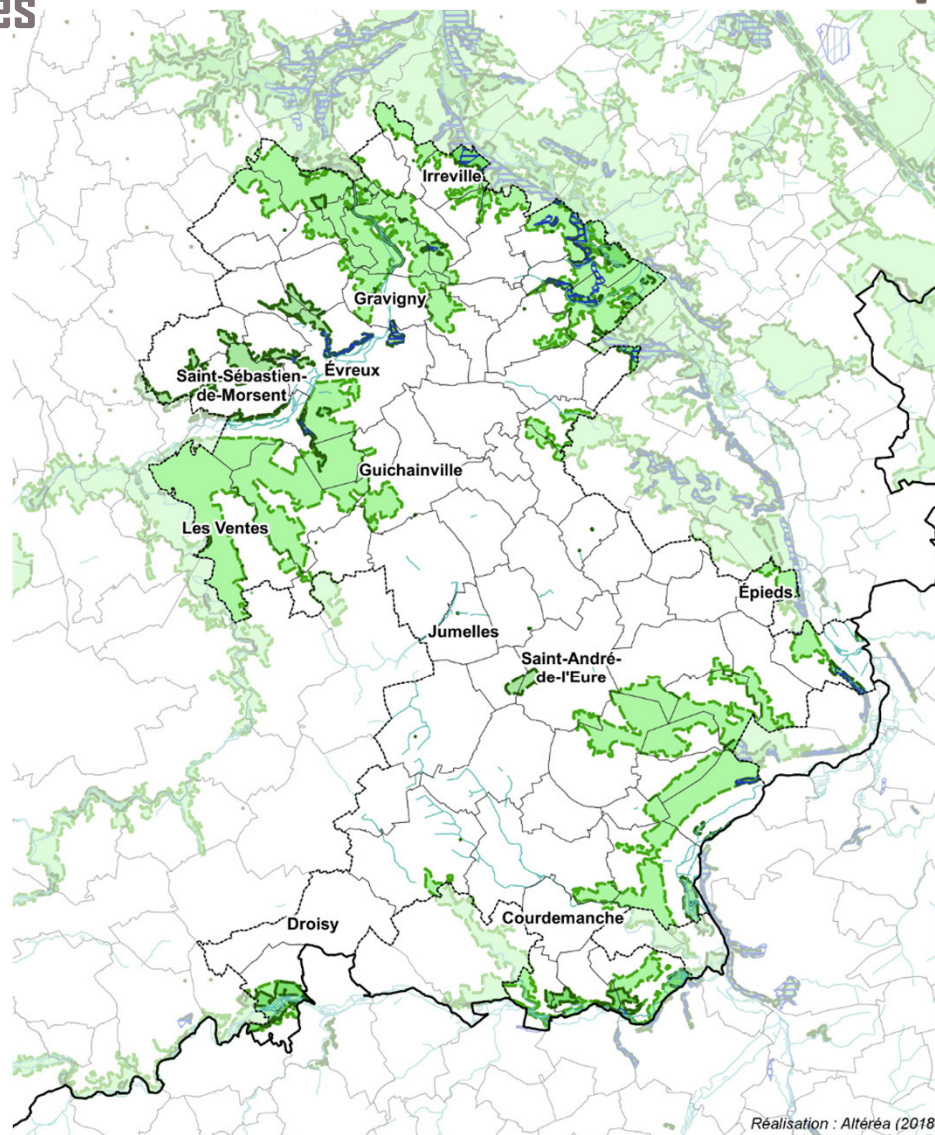 es
Irreville
Gravigny
Évreux
Saint-Sébastien-
de-Morsent
Guichainville
Les Ventes
Épieds
Jumelles
Saint-André-
de-l'Eure
Droisy
Courdemanche
Réalisation : Altéréa (2018